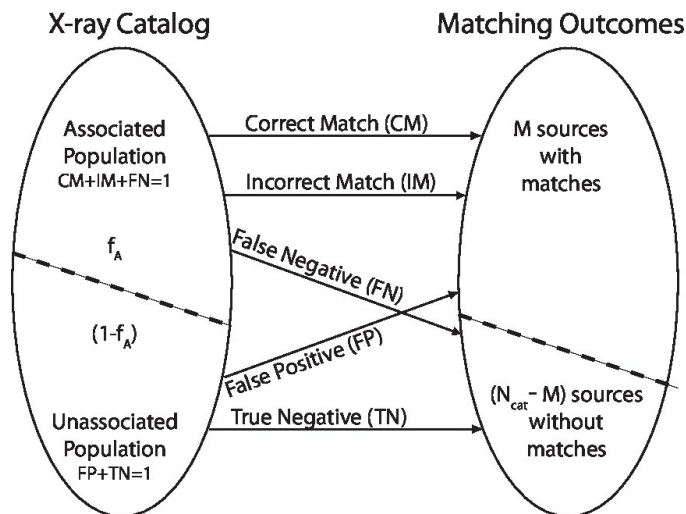 X-ray Catalog
Matching Outcomes
Associated
Population
CM+IM+FN=1
Correct Match (CM)
M sources
with
matches
Incorrect Match (IM)
f_A
False Negative (FN)
(1-f_A)
False Positive (FP)
Unassociated
Population
FP+TN=1
True Negative (TN)
(N_cat - M) sources
without
matches